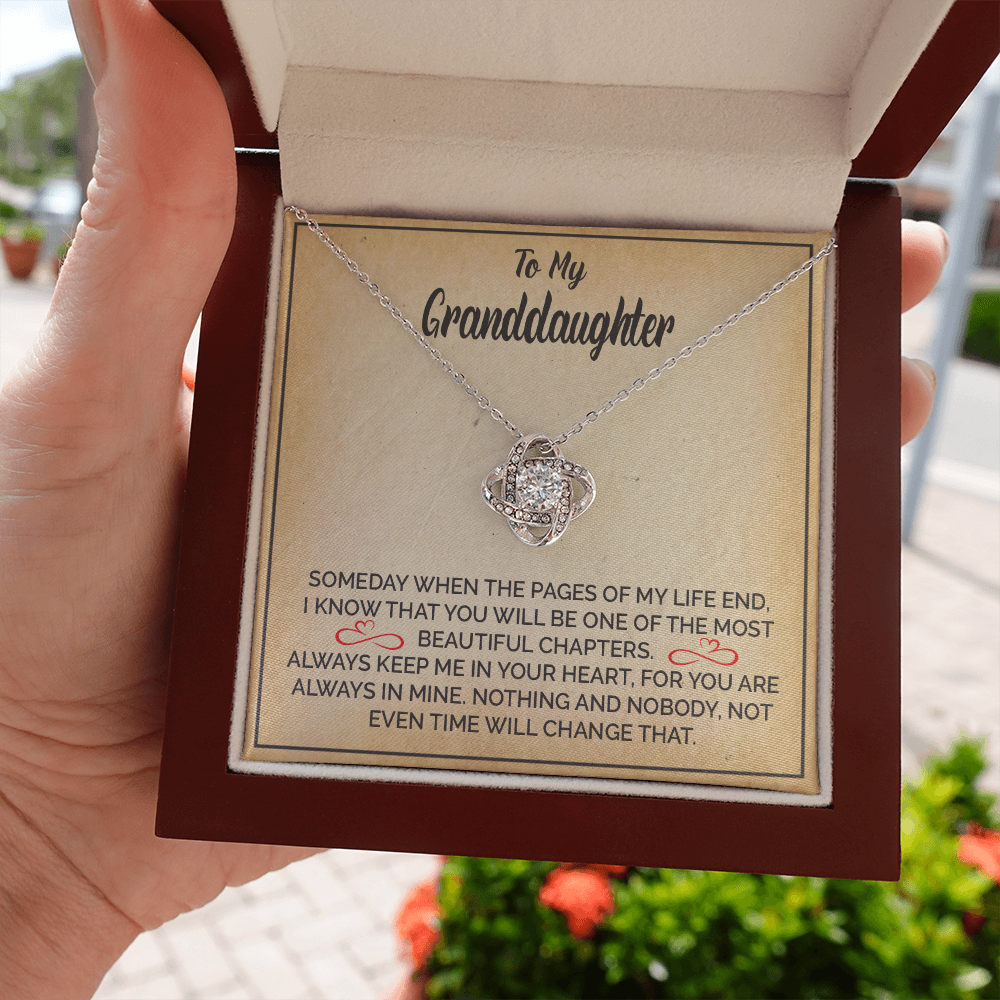 To My
Granddaughter
SOMEDAY WHEN THE PAGES OF MY LIFE END,
I KNOW THAT YOU WILL BE ONE OF THE MOST
BEAUTIFUL CHAPTERS.
ALWAYS KEEP ME IN YOUR HEART, FOR YOU ARE
ALWAYS IN MINE. NOTHING AND NOBODY, NOT
EVEN TIME WILL CHANGE THAT.